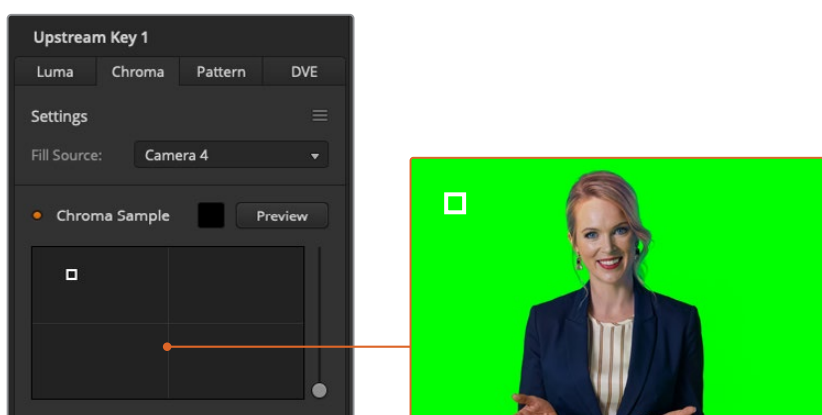 Upstream Key 1
Luma Chroma Pattern DVE
Settings
Fill Source: Camera 4
Chroma Sample Preview